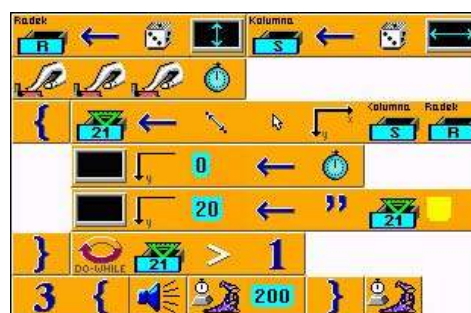 Radek Kolumna
R S
{ 21 Kolumna Radek
x y S R
y 0
y 20 ” 21
} DO-WHILE 21 > 1
3 { 200 }